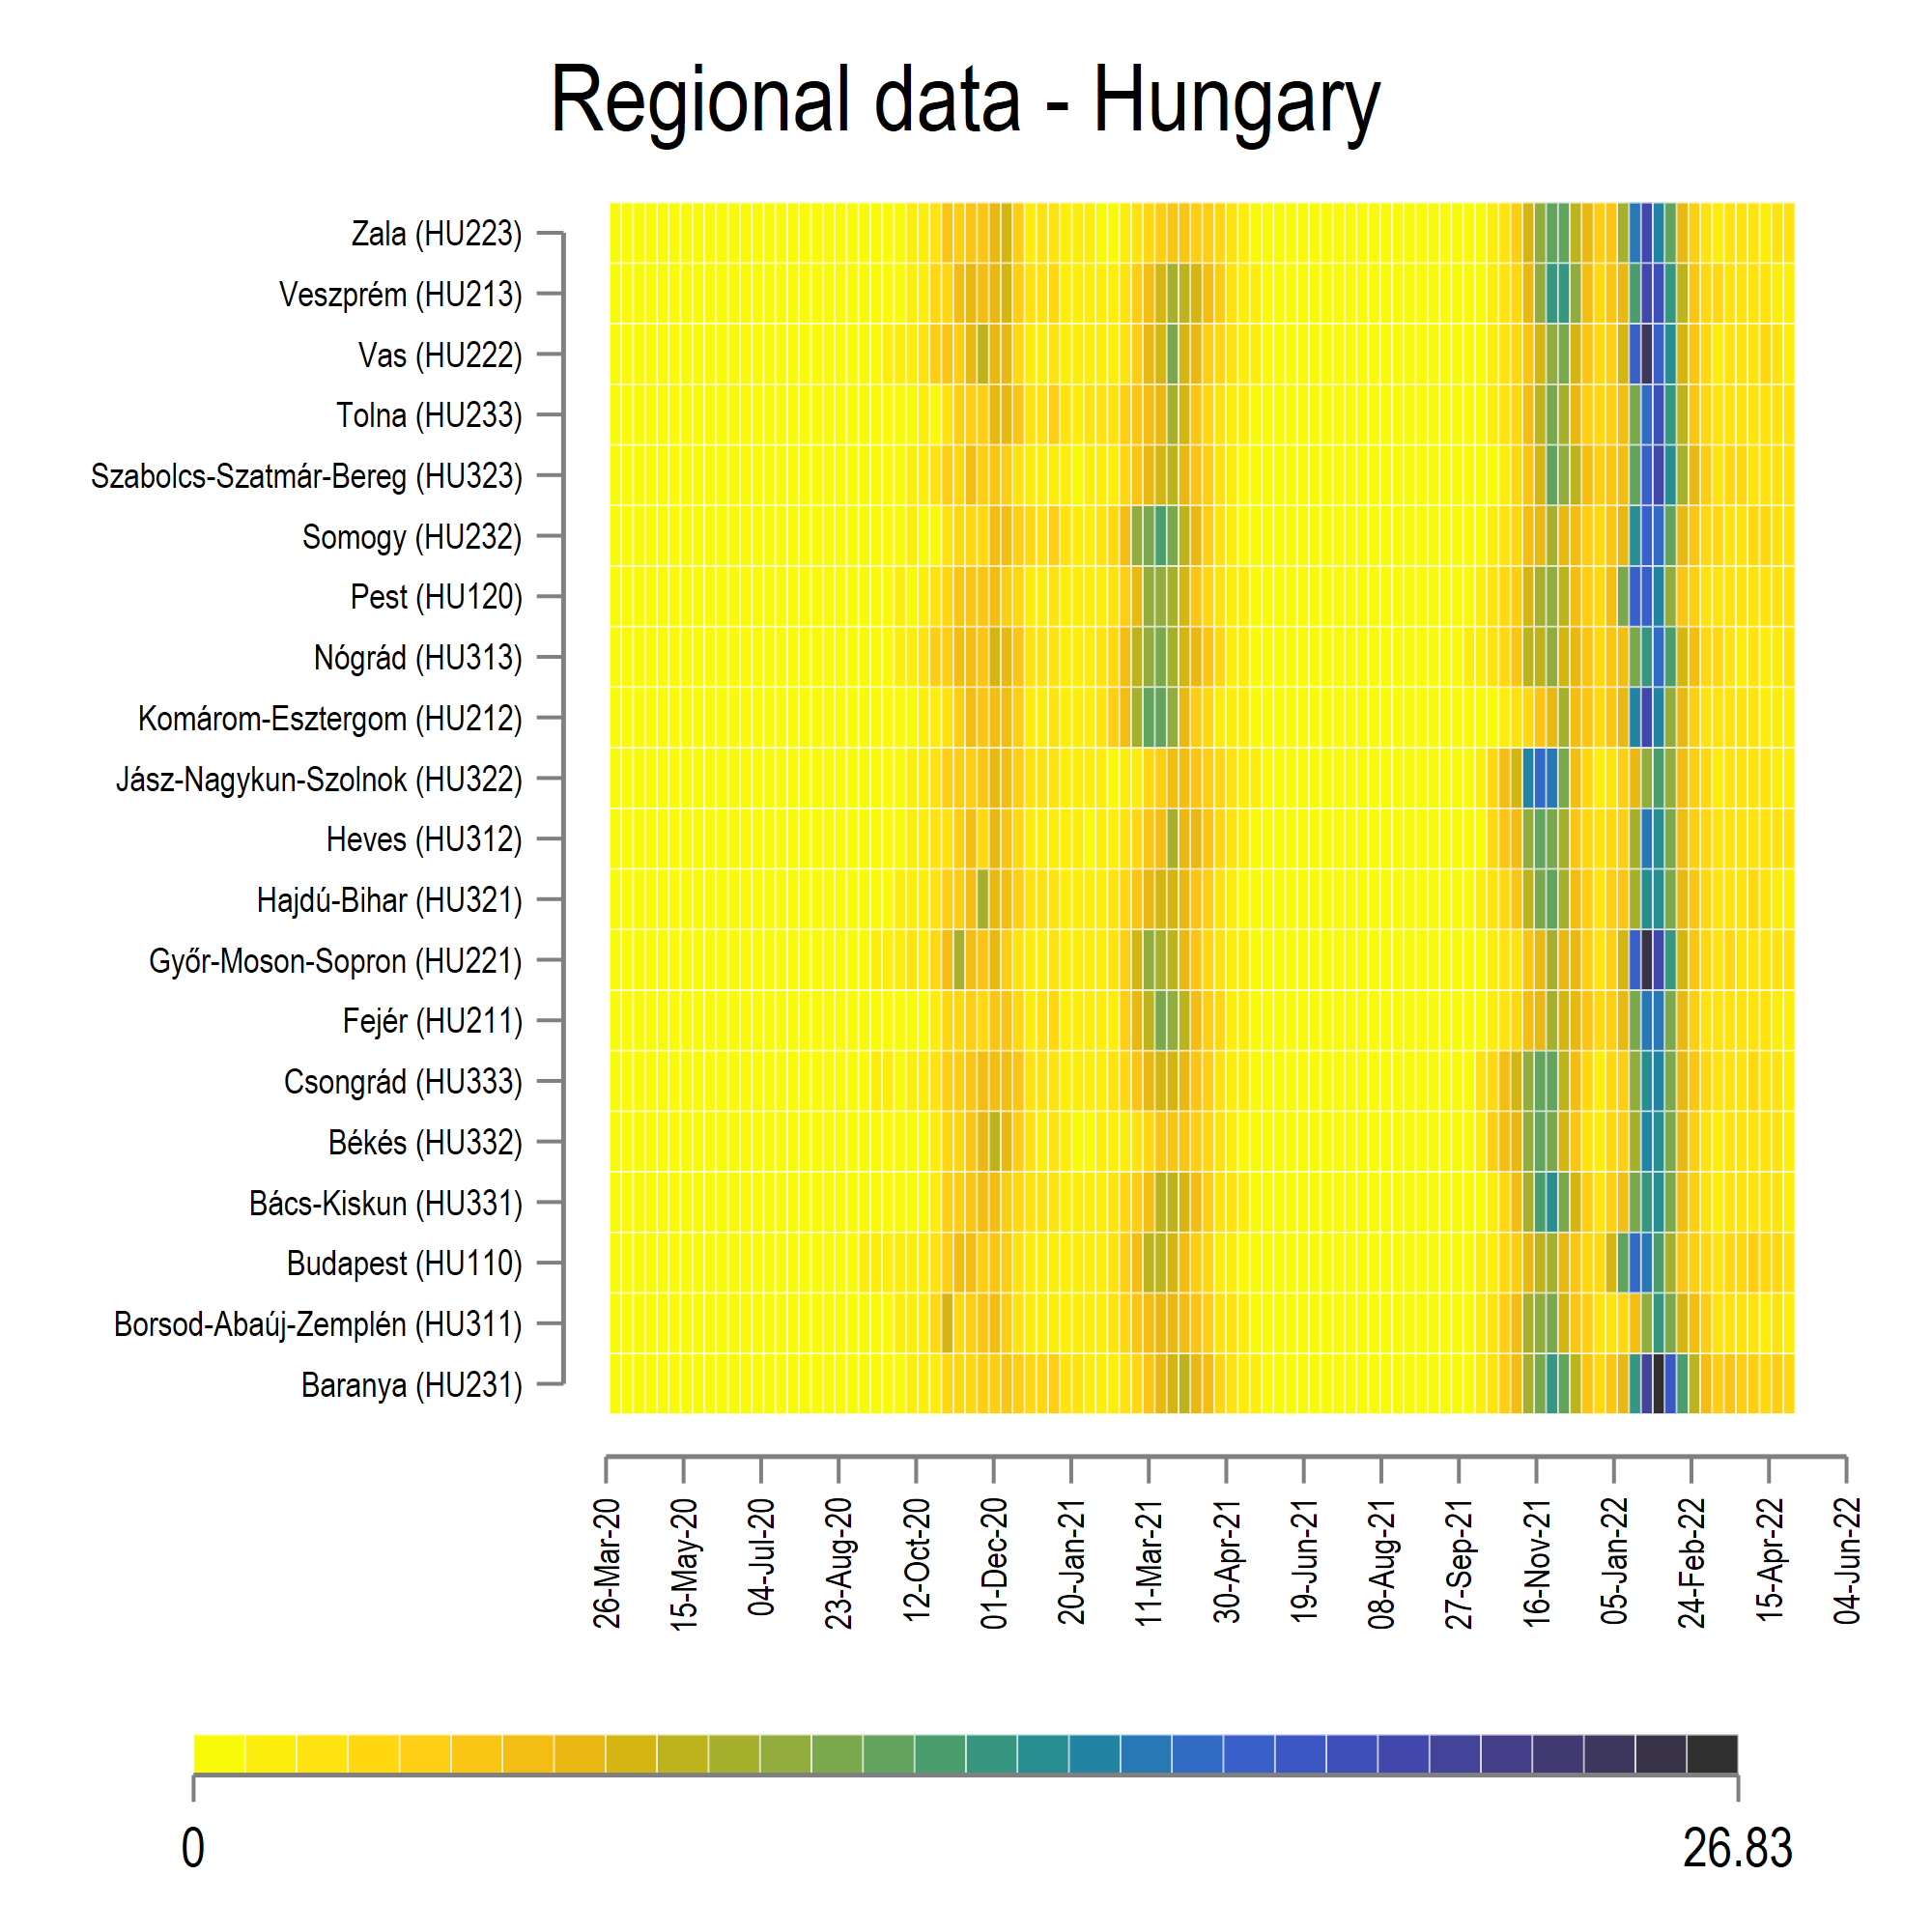 Regional data - Hungary
Zala (HU223)
Veszprém (HU213)
Vas (HU222)
Tolna (HU233)
Szabolcs-Szatmár-Bereg (HU323)
Somogy (HU232)
Pest (HU120)
Nógrád (HU313)
Komárom-Esztergom (HU212)
Jász-Nagykun-Szolnok (HU322)
Heves (HU312)
Hajdú-Bihar (HU321)
Győr-Moson-Sopron (HU221)
Fejér (HU211)
Csongrád (HU333)
Békés (HU332)
Bács-Kiskun (HU331)
Budapest (HU110)
Borsod-Abaúj-Zemplén (HU311)
Baranya (HU231)
26-Mar-20
15-May-20
04-Jul-20
23-Aug-20
12-Oct-20
01-Dec-20
20-Jan-21
11-Mar-21
30-Apr-21
19-Jun-21
08-Aug-21
27-Sep-21
16-Nov-21
05-Jan-22
24-Feb-22
15-Apr-22
04-Jun-22
0
26.83